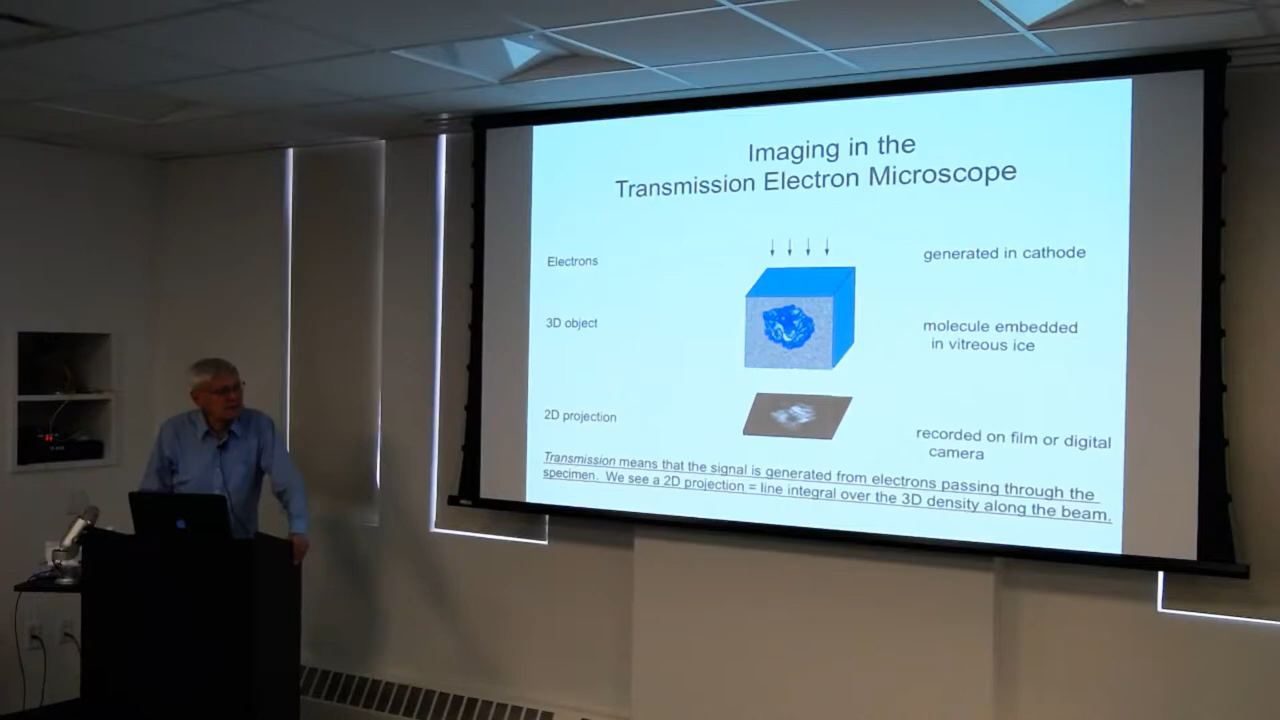 Imaging in the
Transmission Electron Microscope
Electrons
generated in cathode
3D object
molecule embedded
in vitreous ice
2D projection
recorded on film or digital
camera
Transmission means that the signal is generated from electrons passing through the
specimen. We see a 2D projection = line integral over the 3D density along the beam.